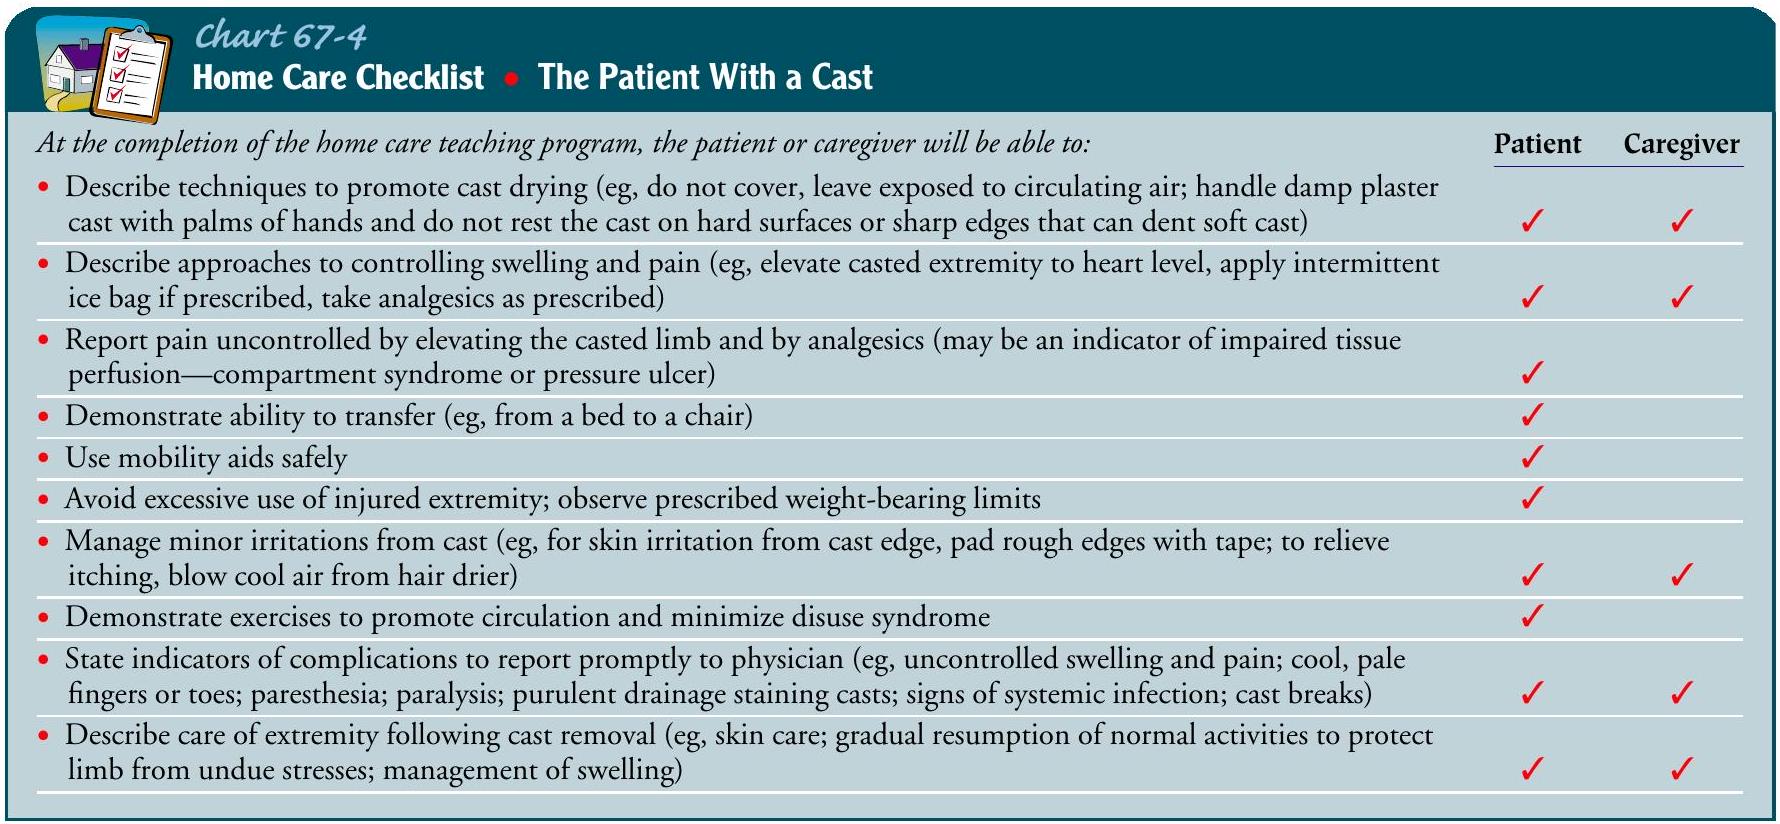 Chart 67-4
Home Care Checklist • The Patient With a Cast
At the completion of the home care teaching program, the patient or caregiver will be able to: Patient Caregiver
• Describe techniques to promote cast drying (eg, do not cover, leave exposed to circulating air; handle damp plaster
cast with palms of hands and do not rest the cast on hard surfaces or sharp edges that can dent soft cast) ✓ ✓
• Describe approaches to controlling swelling and pain (eg, elevate casted extremity to heart level, apply intermittent
ice bag if prescribed, take analgesics as prescribed) ✓ ✓
• Report pain uncontrolled by elevating the casted limb and by analgesics (may be an indicator of impaired tissue
perfusion—compartment syndrome or pressure ulcer) ✓
• Demonstrate ability to transfer (eg, from a bed to a chair) ✓
• Use mobility aids safely ✓
• Avoid excessive use of injured extremity; observe prescribed weight-bearing limits ✓
• Manage minor irritations from cast (eg, for skin irritation from cast edge, pad rough edges with tape; to relieve
itching, blow cool air from hair drier) ✓ ✓
• Demonstrate exercises to promote circulation and minimize disuse syndrome ✓
• State indicators of complications to report promptly to physician (eg, uncontrolled swelling and pain; cool, pale
fingers or toes; paresthesia; paralysis; purulent drainage staining casts; signs of systemic infection; cast breaks) ✓ ✓
• Describe care of extremity following cast removal (eg, skin care; gradual resumption of normal activities to protect
limb from undue stresses; management of swelling) ✓ ✓